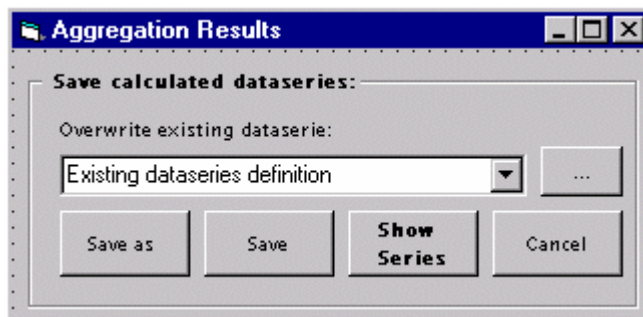 Aggregation Results
Save calculated dataseries:
Overwrite existing dataserie:
Existing dataseries definition
...
Save as
Save
Show
Series
Cancel